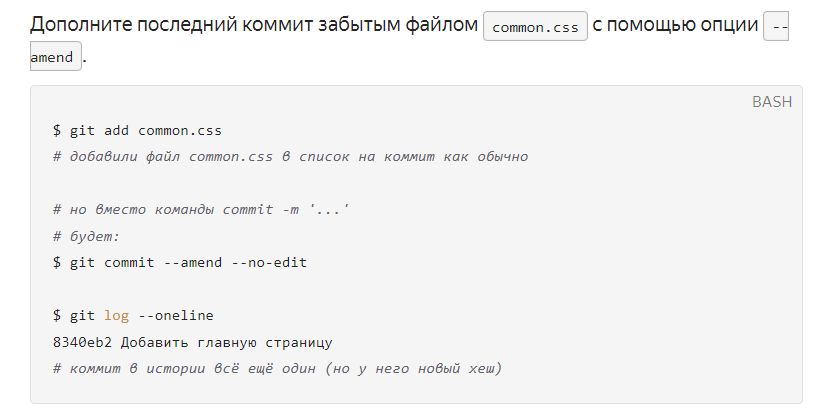 Дополните последний коммит забытым файлом common.css с помощью опции --
amend .
BASH
$ git add common.css
# добавили файл common.css в список на коммит как обычно
# но вместо команды commit -m '...'
# будет:
$ git commit --amend --no-edit
$ git log --oneline
8340eb2 Добавить главную страницу
# коммит в истории всё ещё один (но у него новый хеш)